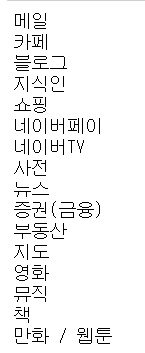 메일
카페
블로그
지식인
쇼핑
네이버페이
네이버TV
사전
뉴스
증권(금융)
부동산
지도
영화
뮤직
책
만화 / 웹툰